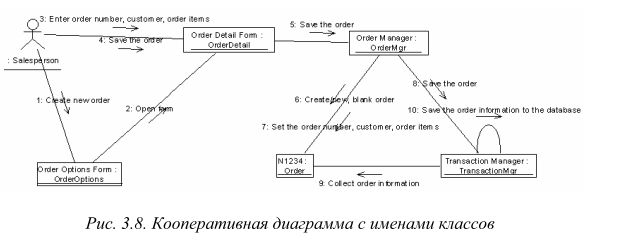 3: Enter order number, customer, order items
4: Save the order
: Salesperson
Order Detail Form :
OrderDetail
5: Save the order
Order Manager :
OrderMgr
1: Create new order
2: Open form
6: Create new, blank order
7: Set the order number, customer, order items
8: Save the order
10: Save the order information to the database
Order Options Form :
OrderOptions
N1234 :
Order
9: Collect order information
Transaction Manager :
TransactionMgr
Рис. 3.8. Кооперативная диаграмма с именами классов